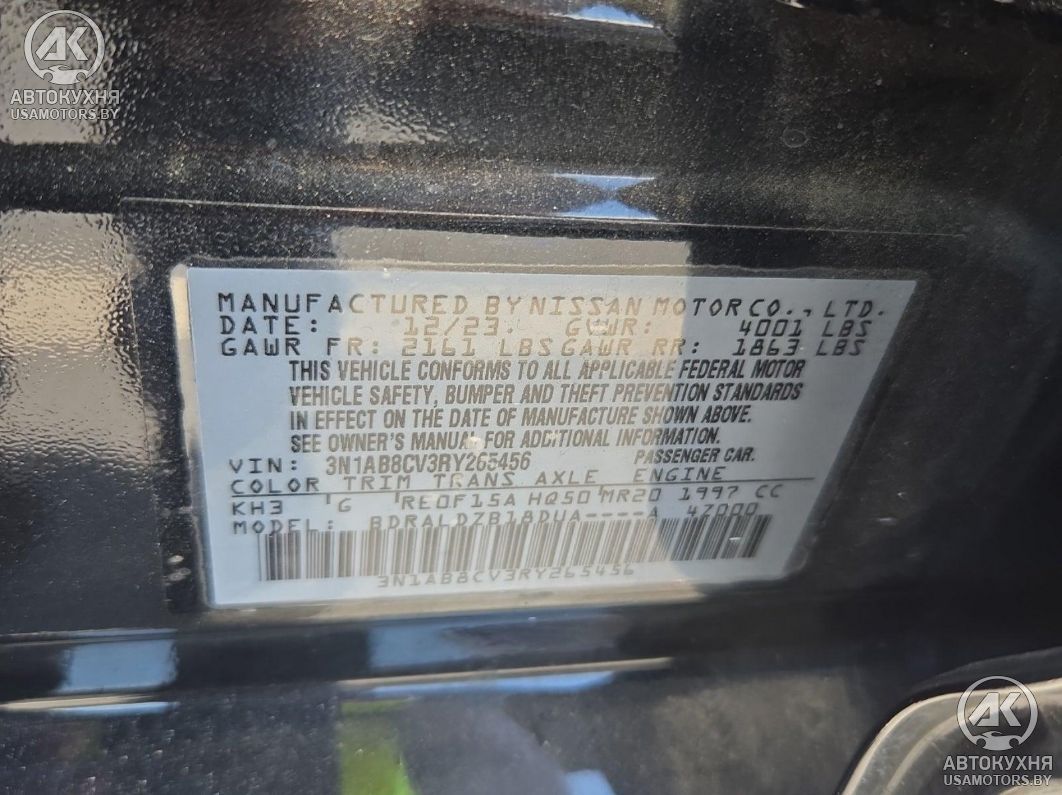 АК
АВТОКУХНЯ
USAMOTORS.BY
MANUFACTURED BY NISSAN MOTOR CO., LTD.
DATE: 12/23. GVWR: 4001 LBS
GAWR FR: 2161 LBS GAWR RR: 1863 LBS
THIS VEHICLE CONFORMS TO ALL APPLICABLE FEDERAL MOTOR
VEHICLE SAFETY, BUMPER AND THEFT PREVENTION STANDARDS
IN EFFECT ON THE DATE OF MANUFACTURE SHOWN ABOVE.
SEE OWNER'S MANUAL FOR ADDITIONAL INFORMATION.
VIN: 3N1AB8CV3RY265456 PASSENGER CAR.
COLOR TRIM TRANS AXLE ENGINE
KH3 G RE0F15A HQ50 MR20 1997 CC
MODEL: BDRALDZB18DUA----A 4Z000
3N1AB8CV3RY265456
АК
АВТОКУХНЯ
USAMOTORS.BY